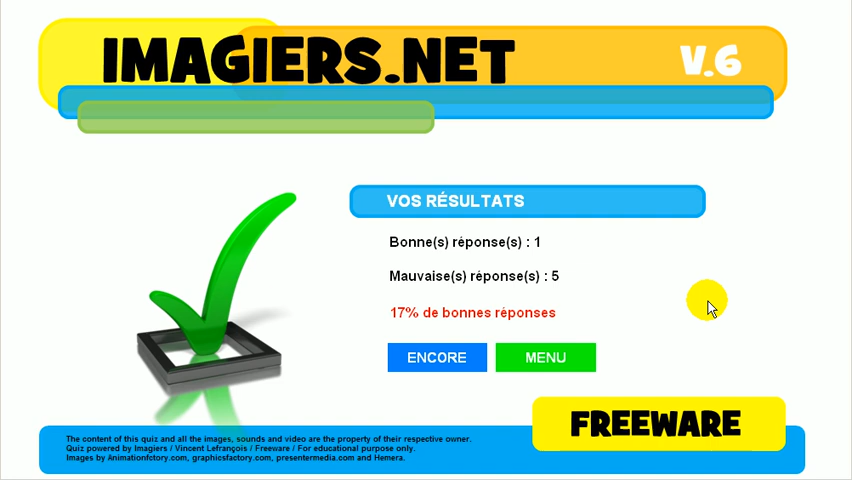 IMAGIERS.NET
V.6
VOS RÉSULTATS
Bonne(s) réponse(s) : 1
Mauvaise(s) réponse(s) : 5
17% de bonnes réponses
ENCORE
MENU
FREEWARE
The content of this quiz and all the images, sounds and video are the property of their respective owner.
Quiz powered by Imagiers / Vincent Lefrançois / Freeware / For educational purpose only.
Images by Animationfctory.com, graphicsfactory.com, presentermedia.com and Hemera.